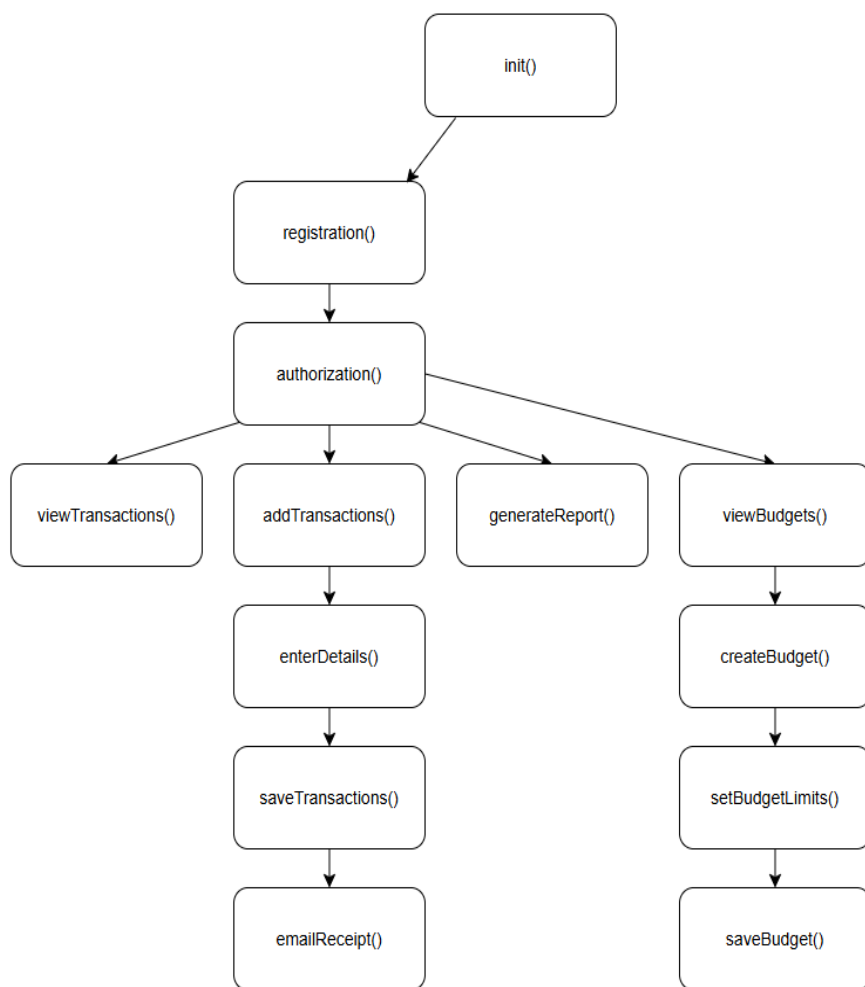 init()
registration()
authorization()
viewTransactions()
addTransactions()
generateReport()
viewBudgets()
enterDetails()
createBudget()
saveTransactions()
setBudgetLimits()
emailReceipt()
saveBudget()